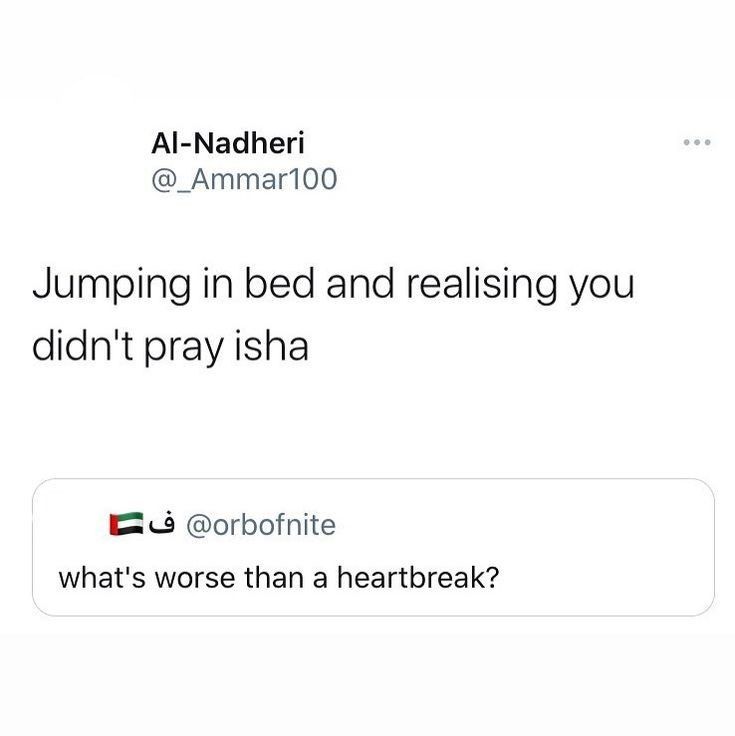 Al-Nadheri
@_Ammar100
Jumping in bed and realising you
didn't pray isha
🇦🇪ف @orbofnite
what's worse than a heartbreak?